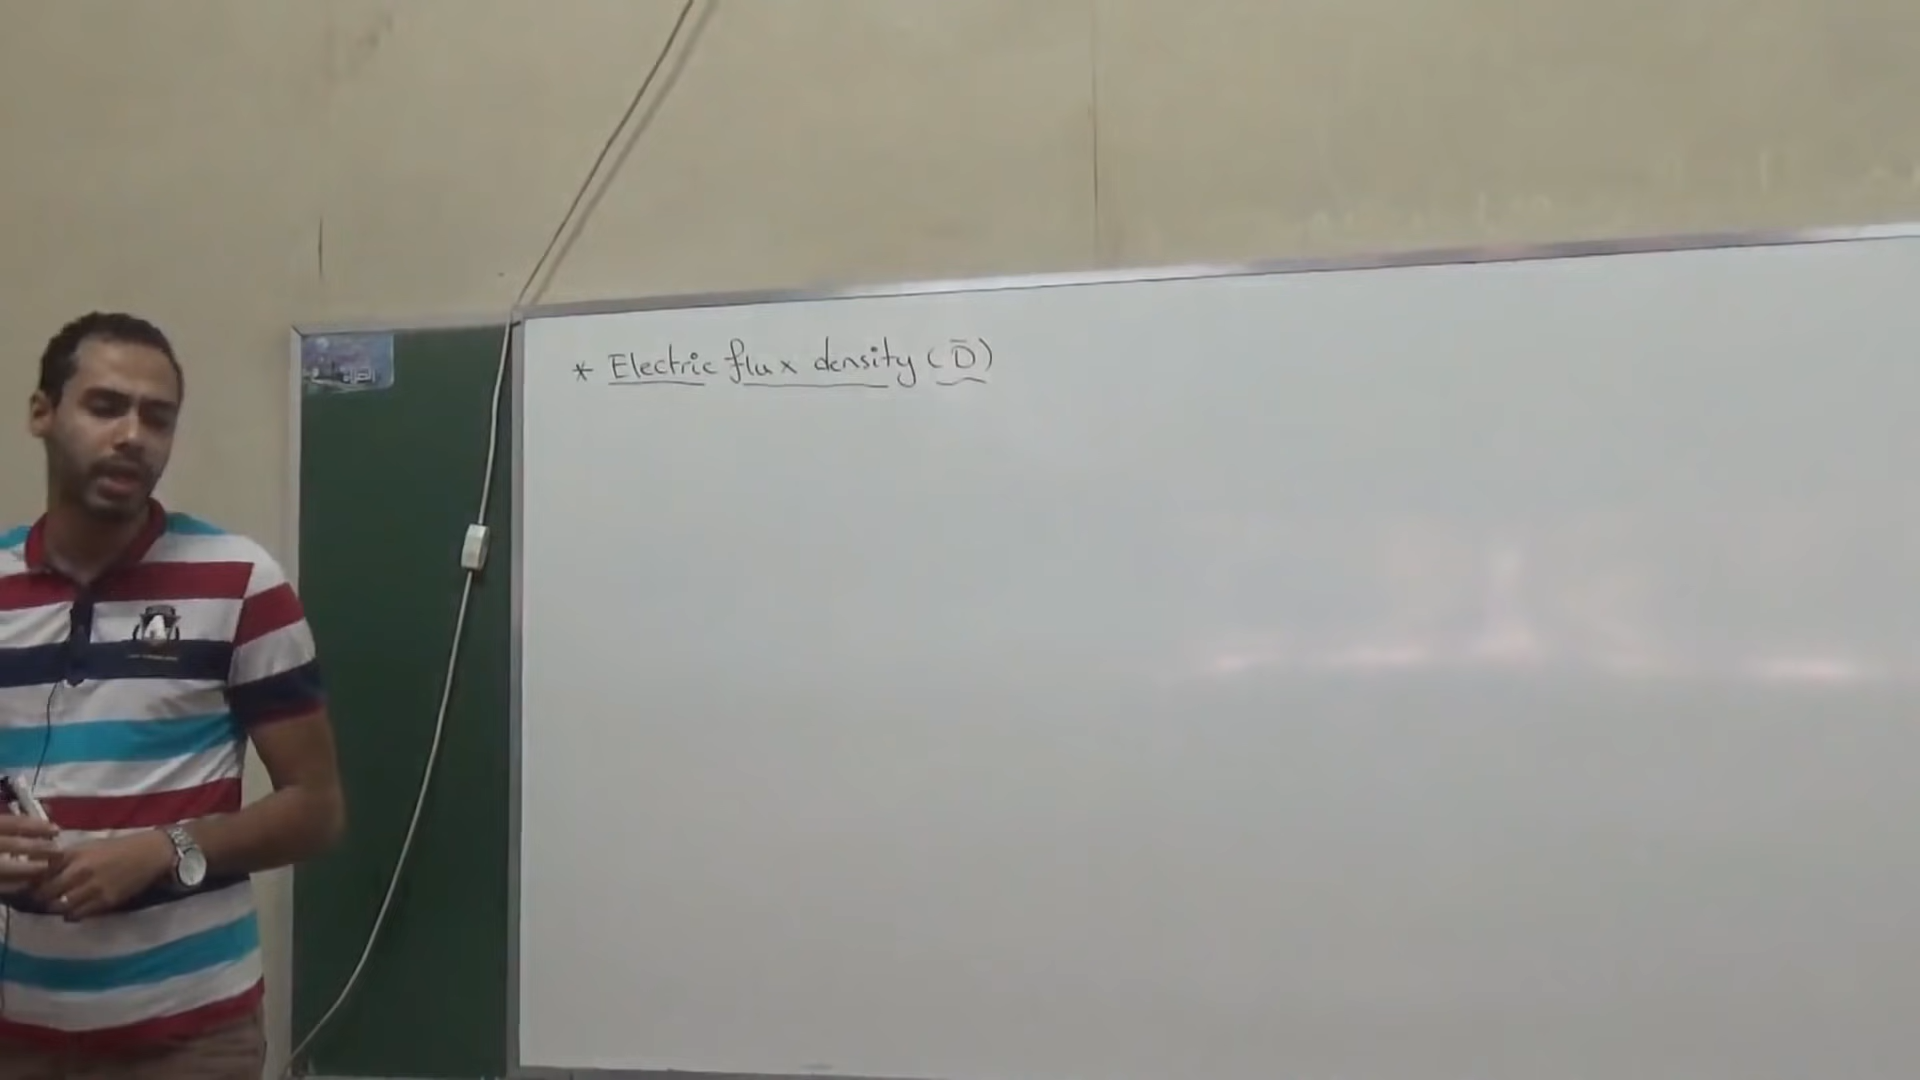 * Electric flux density (D̄)